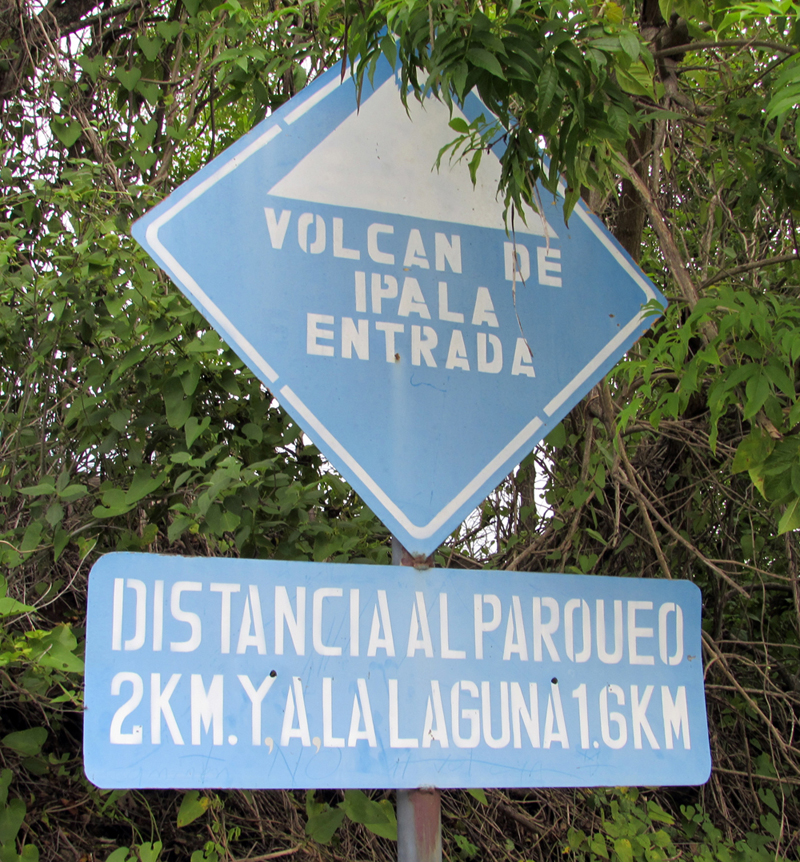 VOLCAN DE
IPALA
ENTRADA
DISTANCIA AL PARQUEO
2KM. Y, A, LA LAGUNA 1.6KM